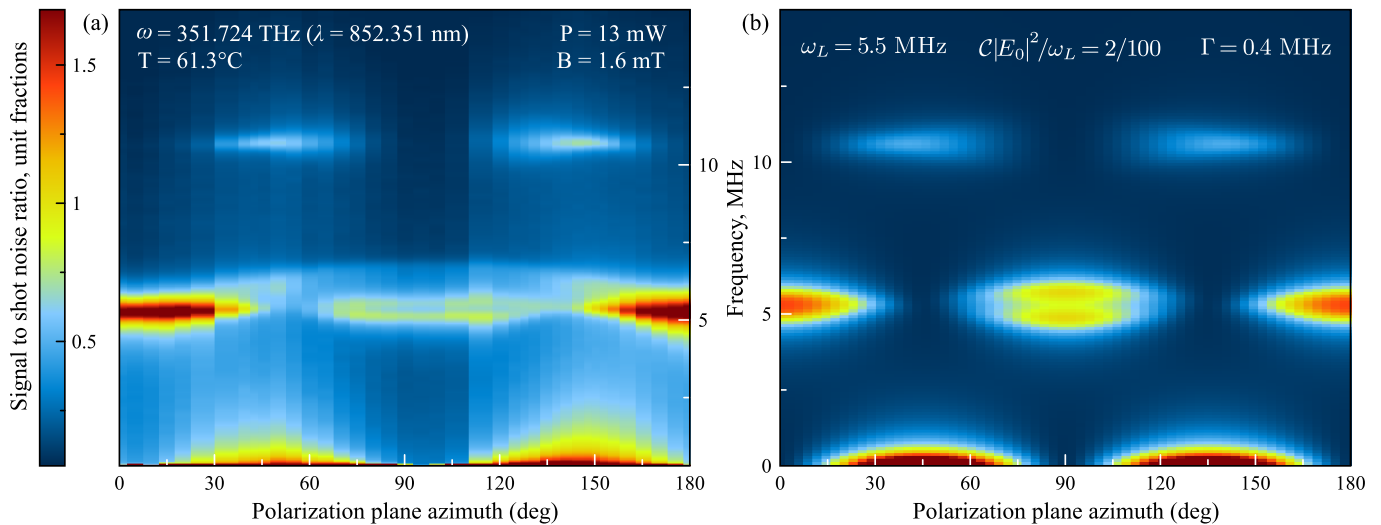 (a)
ω = 351.724 THz (λ = 852.351 nm)
P = 13 mW
T = 61.3°C
B = 1.6 mT
Signal to shot noise ratio, unit fractions
1.5
1
0.5
10
5
0 30 60 90 120 150 180
Polarization plane azimuth (deg)
(b)
ω_L = 5.5 MHz
𝒞|E₀|²/ω_L = 2/100
Γ = 0.4 MHz
Frequency, MHz
10
5
0
0 30 60 90 120 150 180
Polarization plane azimuth (deg)